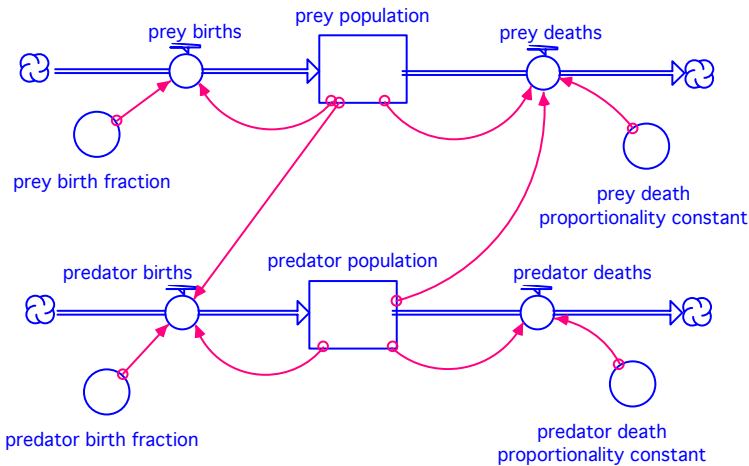 prey population
prey births
prey deaths
prey birth fraction
prey death
proportionality constant
predator births
predator population
predator deaths
predator birth fraction
predator death
proportionality constant